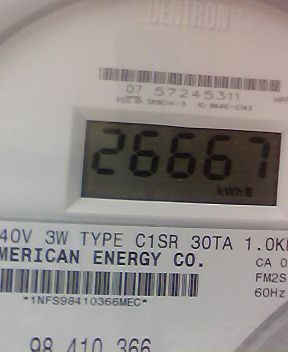 CENTRON
07 57245311
26667
kWh
40V 3W TYPE C1SR 30TA 1.0K
MERICAN ENERGY CO.
CA 0
FM2S
60Hz
*1NFS98410366MEC*
98 410 366